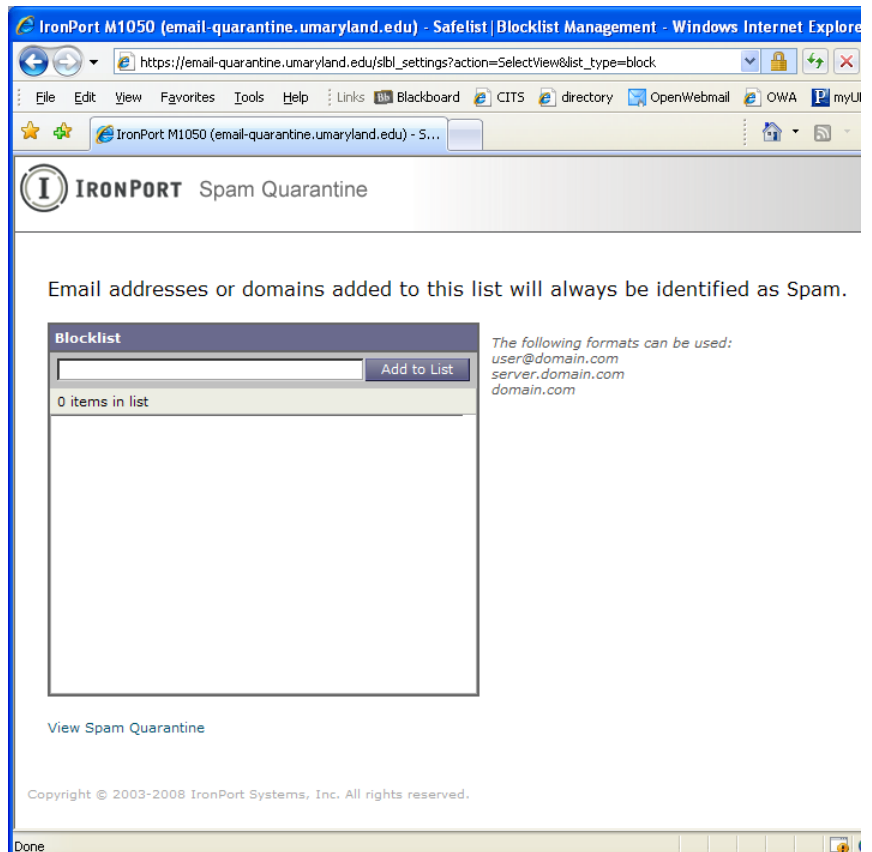 IronPort M1050 (email-quarantine.umaryland.edu) - Safelist|Blocklist Management - Windows Internet Explore
https://email-quarantine.umaryland.edu/slbl_settings?action=SelectView&list_type=block
File Edit View Favorites Tools Help Links Bb Blackboard CITS directory OpenWebmail OWA P myU
IronPort M1050 (email-quarantine.umaryland.edu) - S...
I IRONPORT Spam Quarantine
Email addresses or domains added to this list will always be identified as Spam.
Blocklist
Add to List
0 items in list
The following formats can be used:
user@domain.com
server.domain.com
domain.com
View Spam Quarantine
Copyright © 2003-2008 IronPort Systems, Inc. All rights reserved.
Done